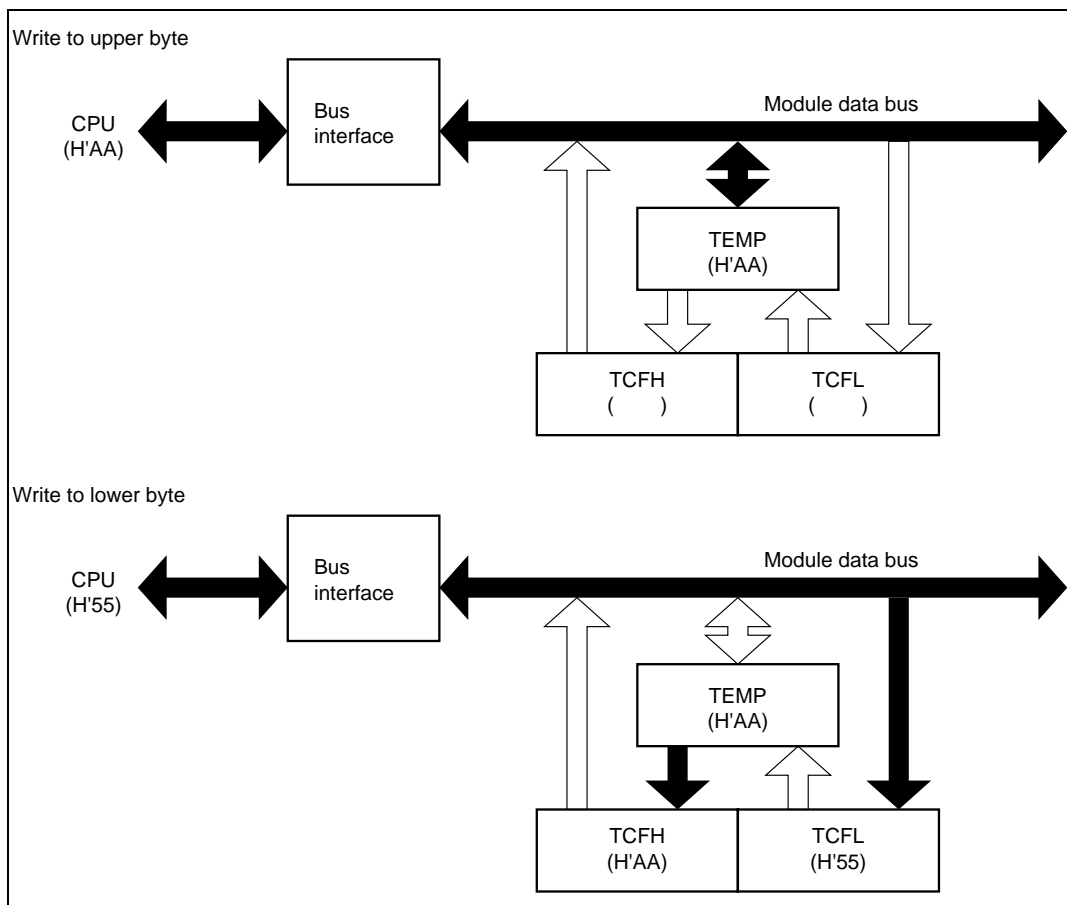 Write to upper byte
CPU
(H'AA)
Bus
interface
Module data bus
TEMP
(H'AA)
TCFH
(      )
TCFL
(      )
Write to lower byte
CPU
(H'55)
Bus
interface
Module data bus
TEMP
(H'AA)
TCFH
(H'AA)
TCFL
(H'55)